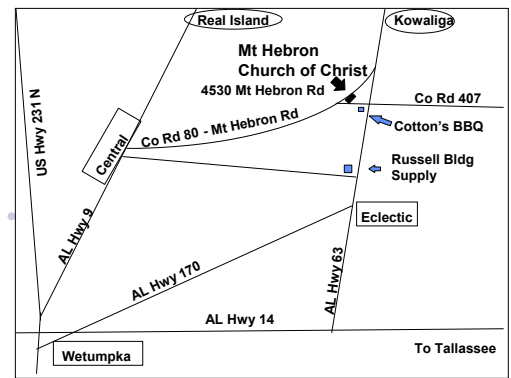 Real Island
Kowaliga
Mt Hebron
Church of Christ
4530 Mt Hebron Rd
US Hwy 231 N
Co Rd 407
Co Rd 80 - Mt Hebron Rd
Cotton's BBQ
Central
Russell Bldg
Supply
Eclectic
AL Hwy 9
AL Hwy 170
AL Hwy 63
AL Hwy 14
To Tallassee
Wetumpka